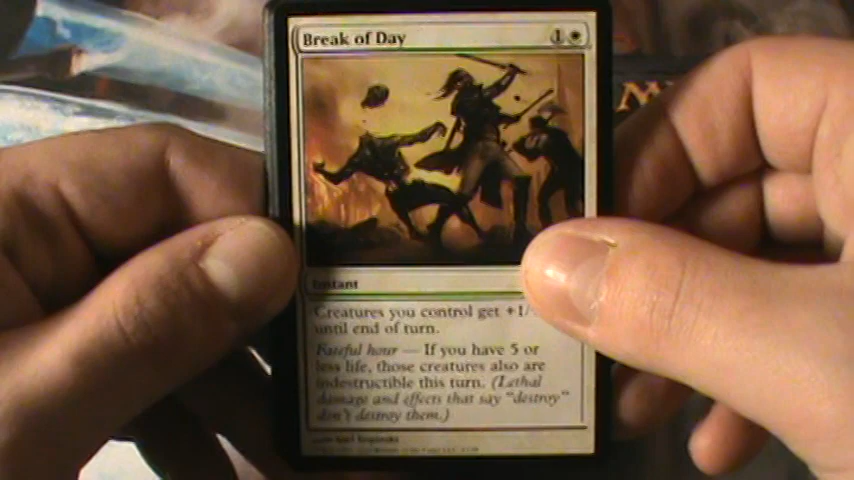 Break of Day
1
Instant
Creatures you control get +1/
until end of turn.
Fateful hour — If you have 5 or
less life, those creatures also are
indestructible this turn. (Lethal
damage and effects that say "destroy"
don't destroy them.)
M